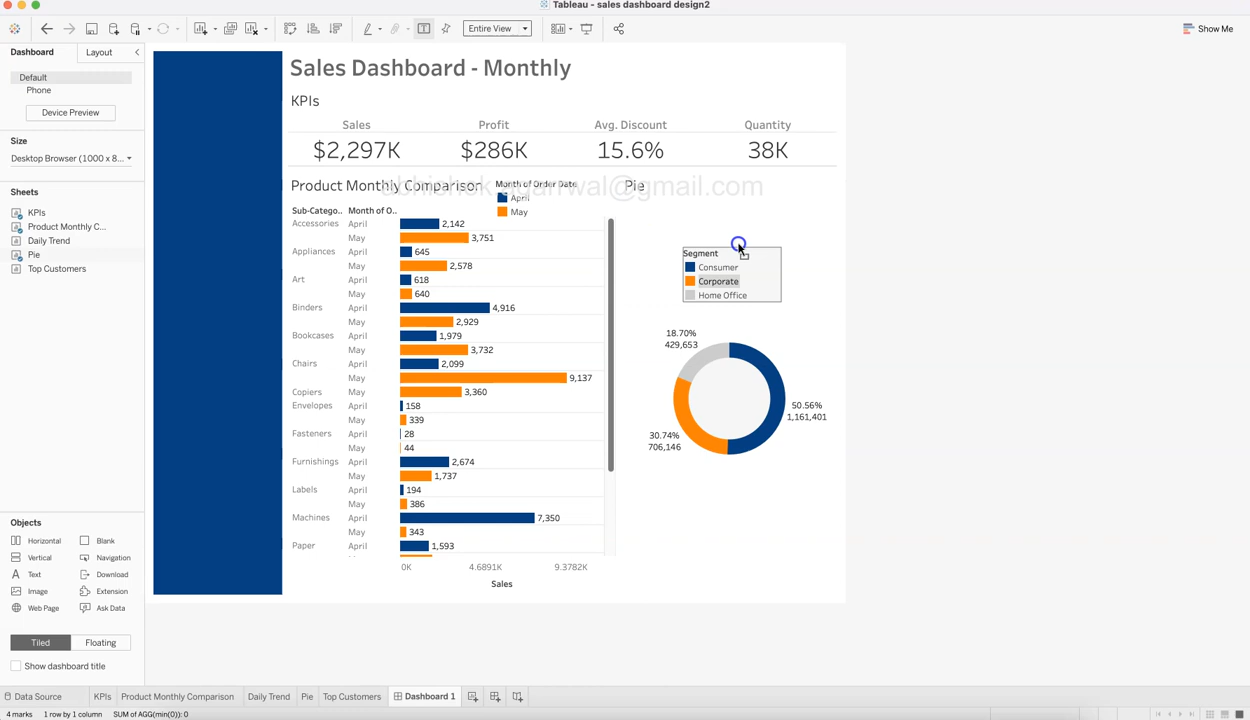 Tableau - sales dashboard design2
Entire View
Show Me
Dashboard
Layout
Default
Phone
Device Preview
Size
Desktop Browser (1000 x 8...
Sheets
KPIs
Product Monthly C...
Daily Trend
Pie
Top Customers
Objects
Horizontal
Blank
Vertical
Navigation
Text
Download
Image
Extension
Web Page
Ask Data
Tiled
Floating
Show dashboard title
Sales Dashboard - Monthly
KPIs
Sales Profit Avg. Discount Quantity
$2,297K $286K 15.6% 38K
Product Monthly Comparison
Month of Order Date
April
May
Pie
Sub-Catego.. Month of O..
Accessories April 2,142
May 3,751
Appliances April 645
May 2,578
Art April 618
May 640
Binders April 4,916
May 2,929
Bookcases April 1,979
May 3,732
Chairs April 2,099
May 9,137
Copiers May 3,360
Envelopes April 158
May 339
Fasteners April 28
May 44
Furnishings April 2,674
May 1,737
Labels April 194
May 386
Machines April 7,350
May 343
Paper April 1,593
0K 4.6891K 9.3782K
Sales
Segment
Consumer
Corporate
Home Office
18.70%
429,653
50.56%
1,161,401
30.74%
706,146
Data Source KPIs Product Monthly Comparison Daily Trend Pie Top Customers Dashboard 1
4 marks 1 row by 1 column SUM of AGG(min(0)): 0